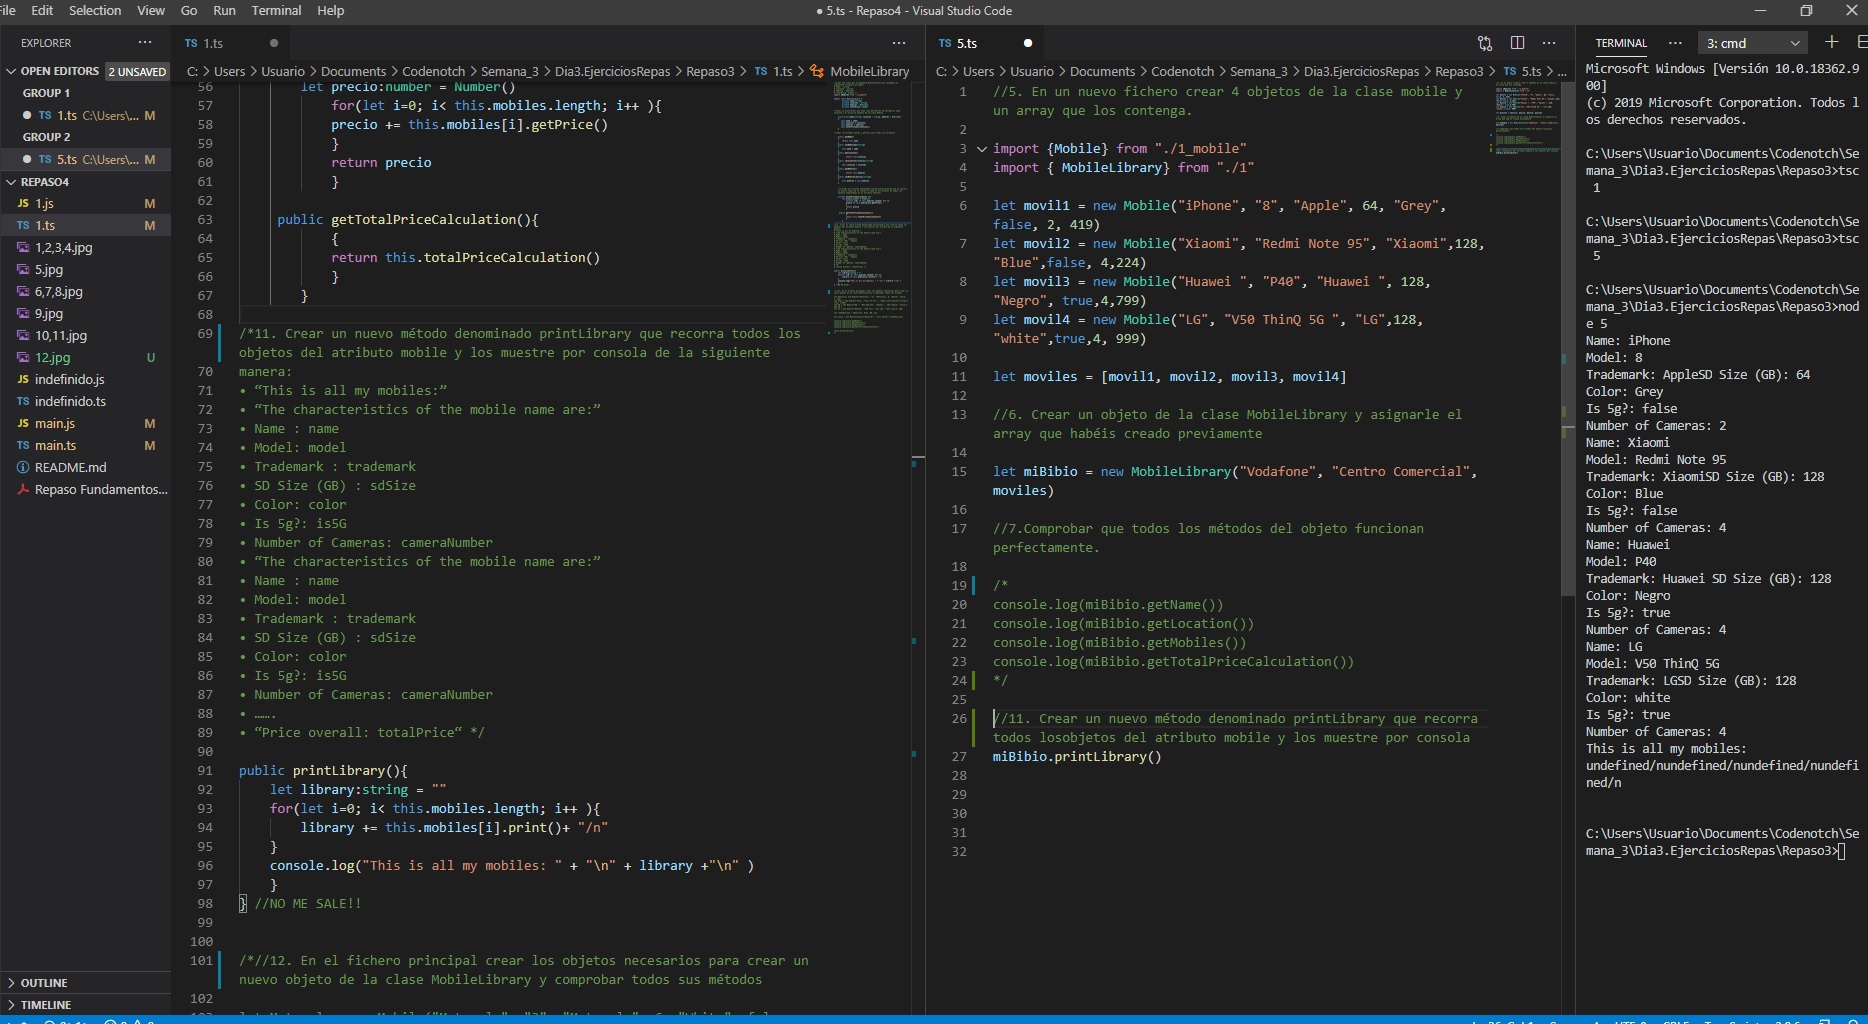 File Edit Selection View Go Run Terminal Help
● 5.ts - Repaso4 - Visual Studio Code
EXPLORER
OPEN EDITORS 2 UNSAVED
GROUP 1
● TS 1.ts C:\Users\... M
GROUP 2
● TS 5.ts C:\Users\... M
REPASO4
JS 1.js M
TS 1.ts M
1,2,3,4.jpg
5.jpg
6,7,8.jpg
9.jpg
10,11.jpg
12.jpg U
JS indefinido.js
TS indefinido.ts
JS main.js M
TS main.ts M
README.md
Repaso Fundamentos...
OUTLINE
TIMELINE
TS 1.ts ●
C: > Users > Usuario > Documents > Codenotch > Semana_3 > Dia3.EjerciciosRepas > Repaso3 > TS 1.ts > MobileLibrary
56 let precio:number = Number()
57 for(let i=0; i< this.mobiles.length; i++ ){
58 precio += this.mobiles[i].getPrice()
59 }
60 return precio
61 }
62
63 public getTotalPriceCalculation(){
64 {
65 return this.totalPriceCalculation()
66 }
67 }
68
69 /*11. Crear un nuevo método denominado printLibrary que recorra todos los
objetos del atributo mobile y los muestre por consola de la siguiente
70 manera:
71 • “This is all my mobiles:”
72 • “The characteristics of the mobile name are:”
73 • Name : name
74 • Model: model
75 • Trademark : trademark
76 • SD Size (GB) : sdSize
77 • Color: color
78 • Is 5g?: is5G
79 • Number of Cameras: cameraNumber
80 • “The characteristics of the mobile name are:”
81 • Name : name
82 • Model: model
83 • Trademark : trademark
84 • SD Size (GB) : sdSize
85 • Color: color
86 • Is 5g?: is5G
87 • Number of Cameras: cameraNumber
88 • …….
89 • “Price overall: totalPrice“ */
90
91 public printLibrary(){
92 let library:string = ""
93 for(let i=0; i< this.mobiles.length; i++ ){
94 library += this.mobiles[i].print()+ "/n"
95 }
96 console.log("This is all my mobiles: " + "\n" + library +"\n" )
97 }
98 } //NO ME SALE!!
99
100
101 /*//12. En el fichero principal crear los objetos necesarios para crear un
nuevo objeto de la clase MobileLibrary y comprobar todos sus métodos
102
TS 5.ts ●
C: > Users > Usuario > Documents > Codenotch > Semana_3 > Dia3.EjerciciosRepas > Repaso3 > TS 5.ts > ...
1 //5. En un nuevo fichero crear 4 objetos de la clase mobile y
un array que los contenga.
2
3 import {Mobile} from "./1_mobile"
4 import { MobileLibrary} from "./1"
5
6 let movil1 = new Mobile("iPhone", "8", "Apple", 64, "Grey",
false, 2, 419)
7 let movil2 = new Mobile("Xiaomi", "Redmi Note 95", "Xiaomi",128,
"Blue",false, 4,224)
8 let movil3 = new Mobile("Huawei ", "P40", "Huawei ", 128,
"Negro", true,4,799)
9 let movil4 = new Mobile("LG", "V50 ThinQ 5G ", "LG",128,
"white",true,4, 999)
10
11 let moviles = [movil1, movil2, movil3, movil4]
12
13 //6. Crear un objeto de la clase MobileLibrary y asignarle el
array que habéis creado previamente
14
15 let miBibio = new MobileLibrary("Vodafone", "Centro Comercial",
moviles)
16
17 //7.Comprobar que todos los métodos del objeto funcionan
perfectamente.
18
19 /*
20 console.log(miBibio.getName())
21 console.log(miBibio.getLocation())
22 console.log(miBibio.getMobiles())
23 console.log(miBibio.getTotalPriceCalculation())
24 */
25
26 //11. Crear un nuevo método denominado printLibrary que recorra
todos losobjetos del atributo mobile y los muestre por consola
27 miBibio.printLibrary()
28
29
30
31
32
TERMINAL ... 3: cmd
Microsoft Windows [Versión 10.0.18362.9
00]
(c) 2019 Microsoft Corporation. Todos l
os derechos reservados.
C:\Users\Usuario\Documents\Codenotch\Se
mana_3\Dia3.EjerciciosRepas\Repaso3>tsc
1
C:\Users\Usuario\Documents\Codenotch\Se
mana_3\Dia3.EjerciciosRepas\Repaso3>tsc
5
C:\Users\Usuario\Documents\Codenotch\Se
mana_3\Dia3.EjerciciosRepas\Repaso3>nod
e 5
Name: iPhone
Model: 8
Trademark: AppleSD Size (GB): 64
Color: Grey
Is 5g?: false
Number of Cameras: 2
Name: Xiaomi
Model: Redmi Note 95
Trademark: XiaomiSD Size (GB): 128
Color: Blue
Is 5g?: false
Number of Cameras: 4
Name: Huawei
Model: P40
Trademark: Huawei SD Size (GB): 128
Color: Negro
Is 5g?: true
Number of Cameras: 4
Name: LG
Model: V50 ThinQ 5G
Trademark: LGSD Size (GB): 128
Color: white
Is 5g?: true
Number of Cameras: 4
This is all my mobiles:
undefined/nundefined/nundefined/nundefi
ned/n
C:\Users\Usuario\Documents\Codenotch\Se
mana_3\Dia3.EjerciciosRepas\Repaso3>